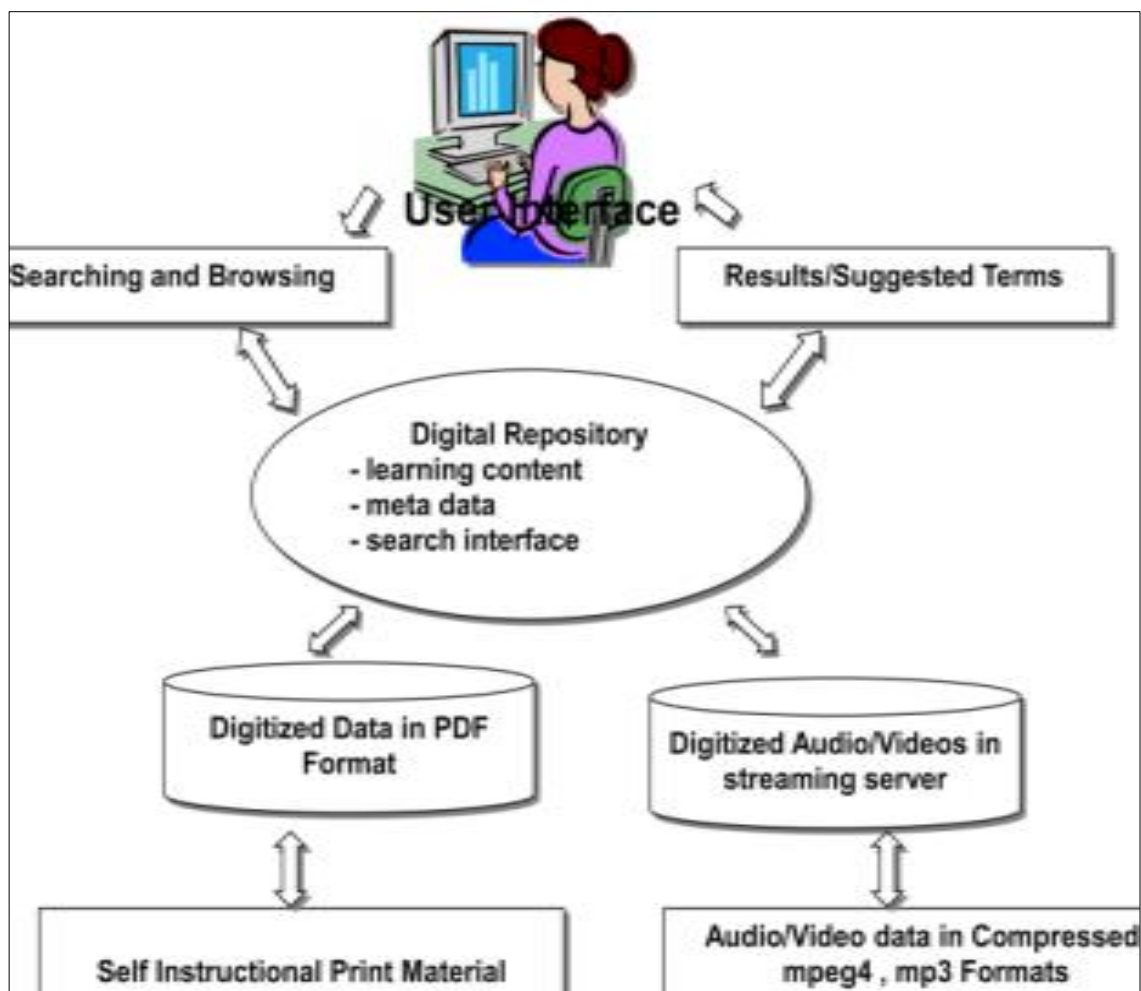 User Interface
Searching and Browsing
Results/Suggested Terms
Digital Repository
- learning content
- meta data
- search interface
Digitized Data in PDF
Format
Digitized Audio/Videos in
streaming server
Self Instructional Print Material
Audio/Video data in Compressed
mpeg4 , mp3 Formats